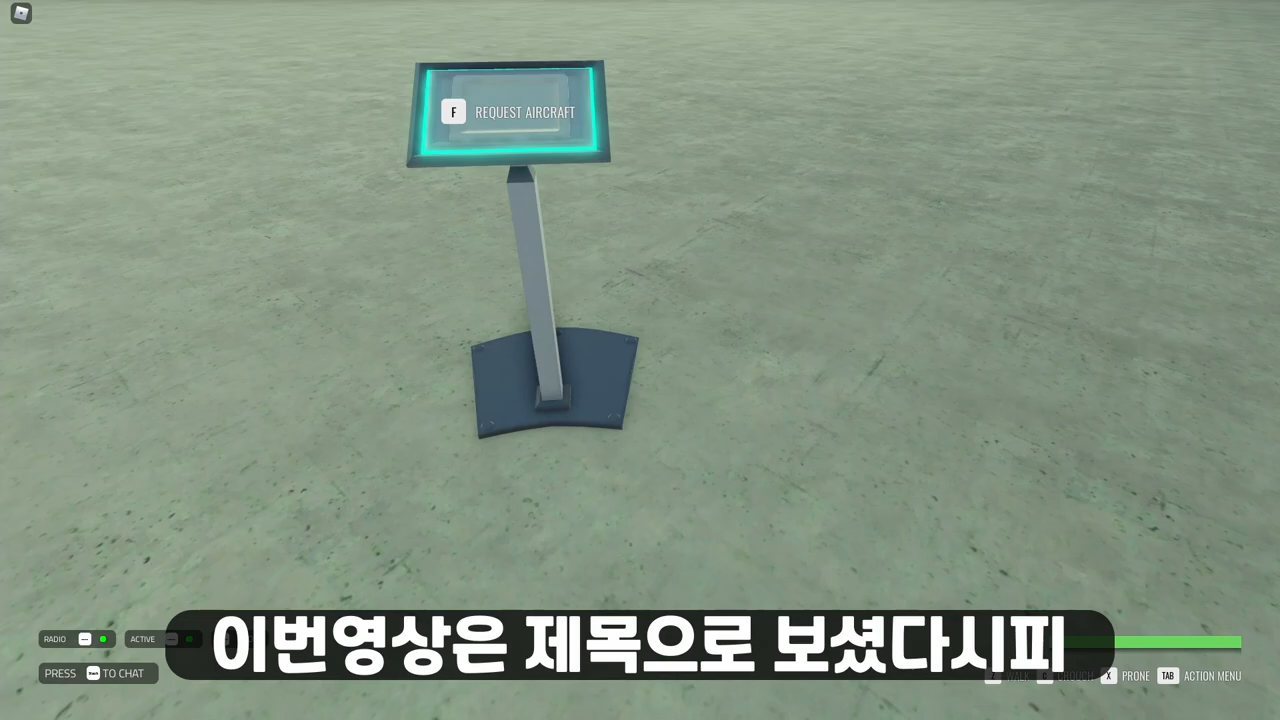 F REQUEST AIRCRAFT
RADIO
ACTIVE
이번영상은 제목으로 보셨다시피
PRESS TO CHAT
X PRONE TAB ACTION MENU